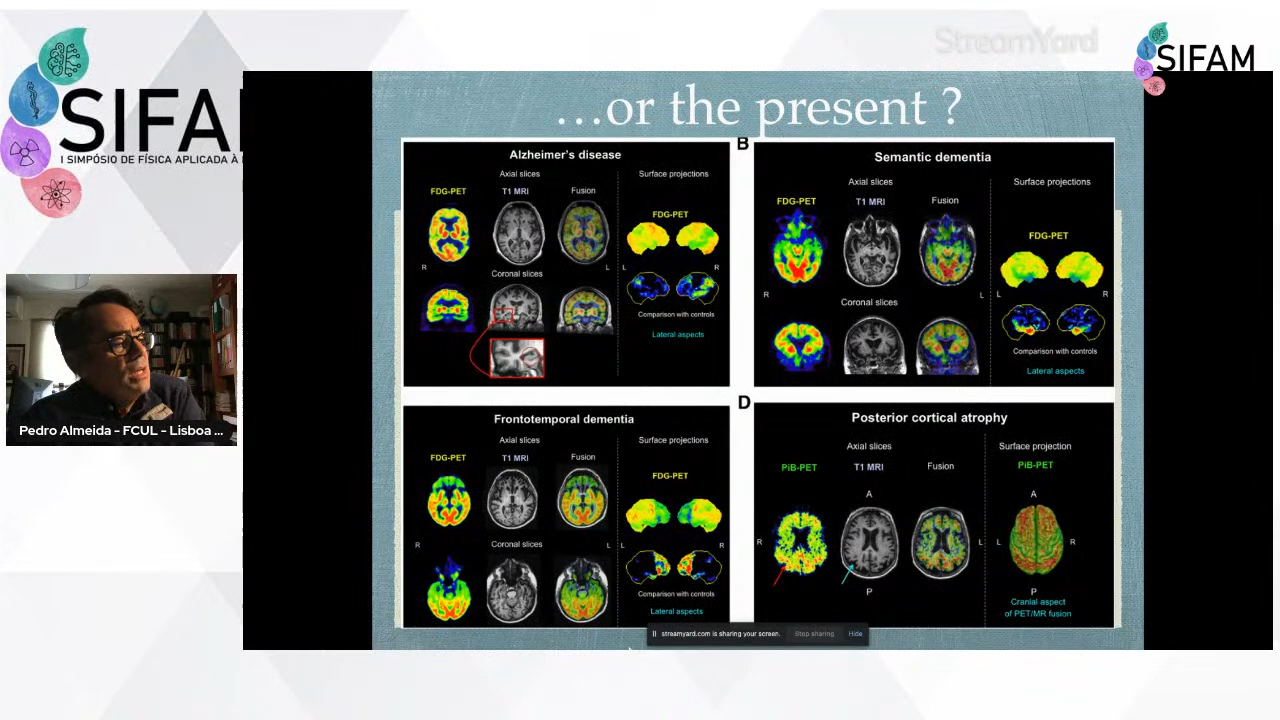 StreamYard
SIFAM
SIFA
I SIMPÓSIO DE FÍSICA APLICADA À
Pedro Almeida - FCUL - Lisboa ...
...or the present ?
Alzheimer's disease
Axial slices
Surface projections
FDG-PET
T1 MRI
Fusion
FDG-PET
R
L
L
R
Coronal slices
Comparison with controls
Lateral aspects
B
Semantic dementia
Axial slices
Surface projections
FDG-PET
T1 MRI
Fusion
FDG-PET
R
L
L
R
Coronal slices
Comparison with controls
Lateral aspects
Frontotemporal dementia
Axial slices
Surface projections
FDG-PET
T1 MRI
Fusion
FDG-PET
Coronal slices
R
L
L
R
Comparison with controls
Lateral aspects
D
Posterior cortical atrophy
Axial slices
Surface projection
PiB-PET
T1 MRI
Fusion
PiB-PET
A
A
R
L
L
R
P
P
Cranial aspect
of PET/MR fusion
streamyard.com is sharing your screen.
Stop sharing
Hide